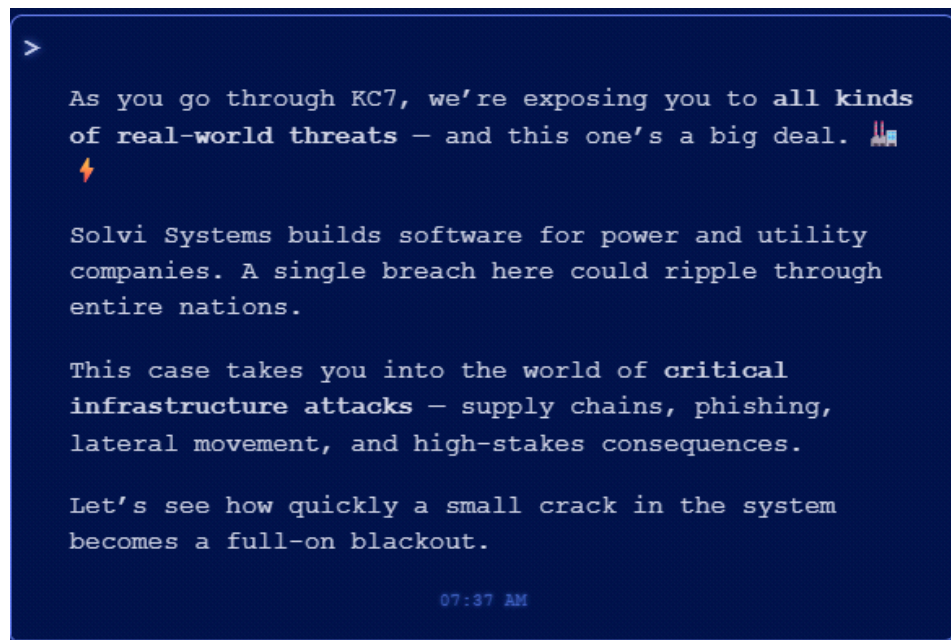 >
As you go through KC7, we're exposing you to all kinds
of real-world threats — and this one's a big deal. 🏭
⚡
Solvi Systems builds software for power and utility
companies. A single breach here could ripple through
entire nations.
This case takes you into the world of critical
infrastructure attacks — supply chains, phishing,
lateral movement, and high-stakes consequences.
Let's see how quickly a small crack in the system
becomes a full-on blackout.
07:37 AM